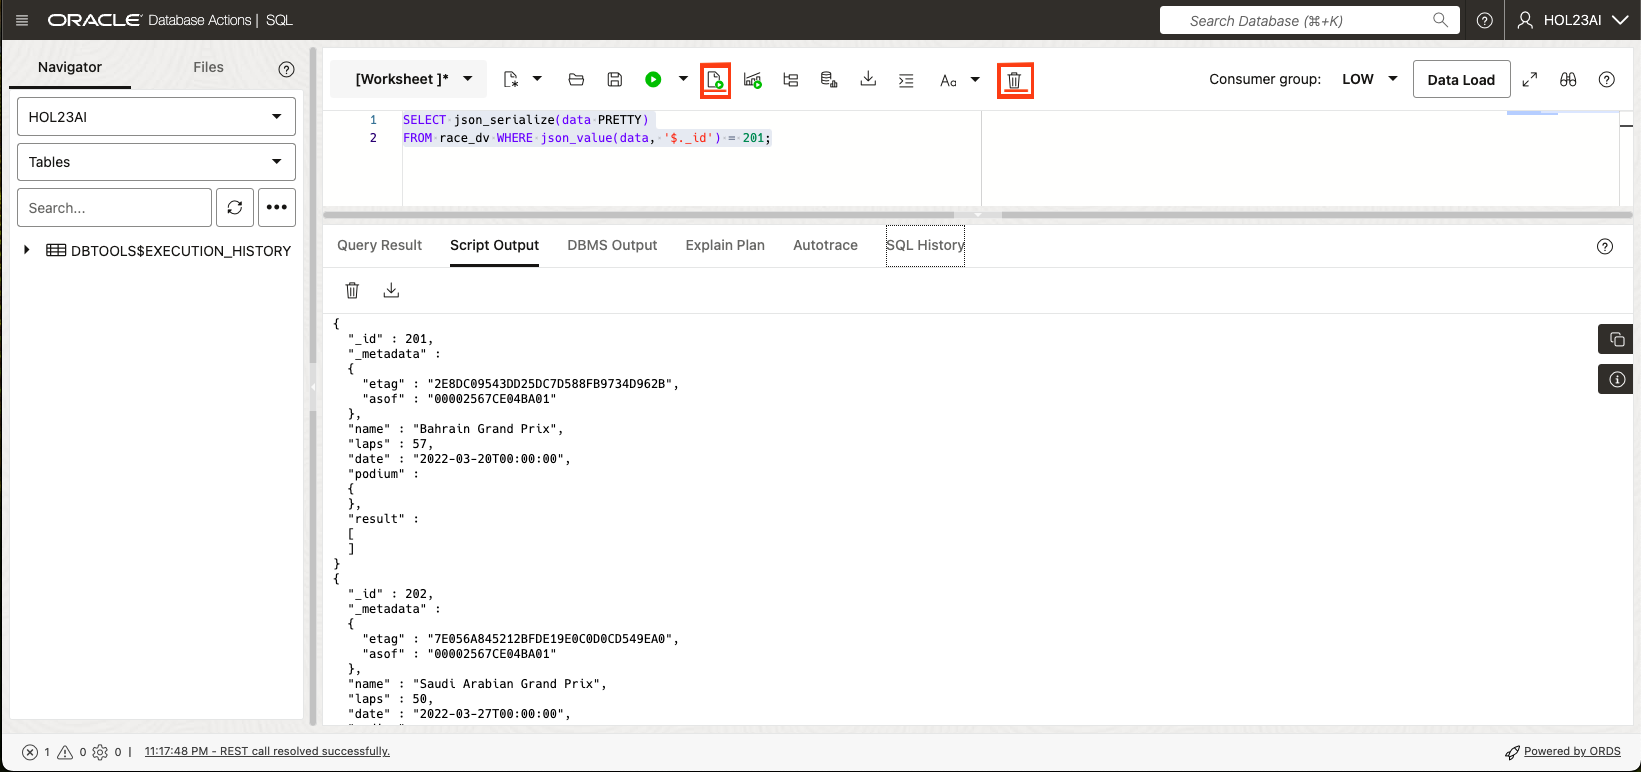 ORACLE Database Actions | SQL
Search Database (⌘+K)
HOL23AI
Navigator
Files
HOL23AI
Tables
Search...
DBTOOLS$EXECUTION_HISTORY
[Worksheet ]*
Aa
Consumer group: LOW
Data Load
1 SELECT json_serialize(data PRETTY)
2 FROM race_dv WHERE json_value(data, '$._id') = 201;
Query Result
Script Output
DBMS Output
Explain Plan
Autotrace
SQL History
{
"_id" : 201,
"_metadata" :
{
"etag" : "2E8DC09543DD25DC7D588FB9734D962B",
"asof" : "00002567CE04BA01"
},
"name" : "Bahrain Grand Prix",
"laps" : 57,
"date" : "2022-03-20T00:00:00",
"podium" :
{
},
"result" :
[
]
}
{
"_id" : 202,
"_metadata" :
{
"etag" : "7E056A845212BFDE19E0C0D0CD549EA0",
"asof" : "00002567CE04BA01"
},
"name" : "Saudi Arabian Grand Prix",
"laps" : 50,
"date" : "2022-03-27T00:00:00",
1 0 0 | 11:17:48 PM - REST call resolved successfully.
Powered by ORDS